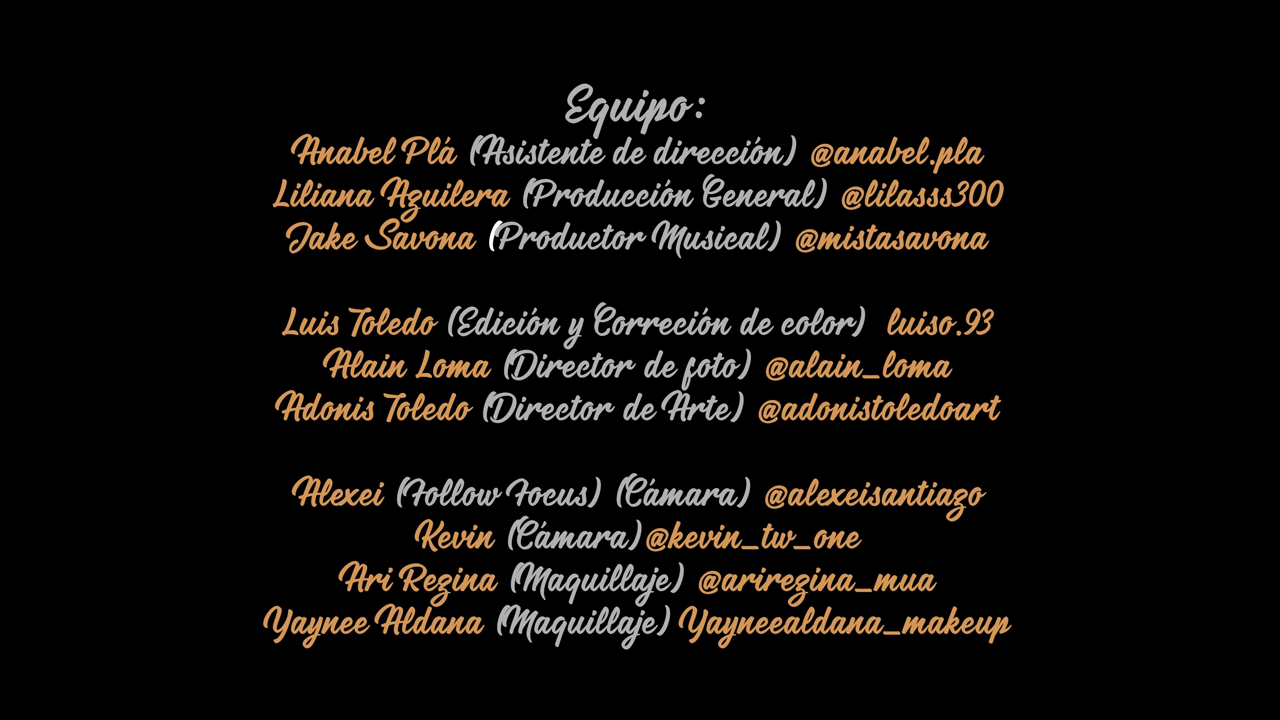 Equipo:
Anabel Plá (Asistente de dirección) @anabel.pla
Liliana Aguilera (Producción General) @lilasss300
Jake Savona (Productor Musical) @mistasavona
Luis Toledo (Edición y Correción de color) luiso.93
Alain Loma (Director de foto) @alain_loma
Adonis Toledo (Director de Arte) @adonistoledoart
Alexei (Follow Focus) (Cámara) @alexeisantiago
Kevin (Cámara) @kevin_tw_one
Ari Regina (Maquillaje) @ariregina_mua
Yaynee Aldana (Maquillaje) Yayneealdana_makeup